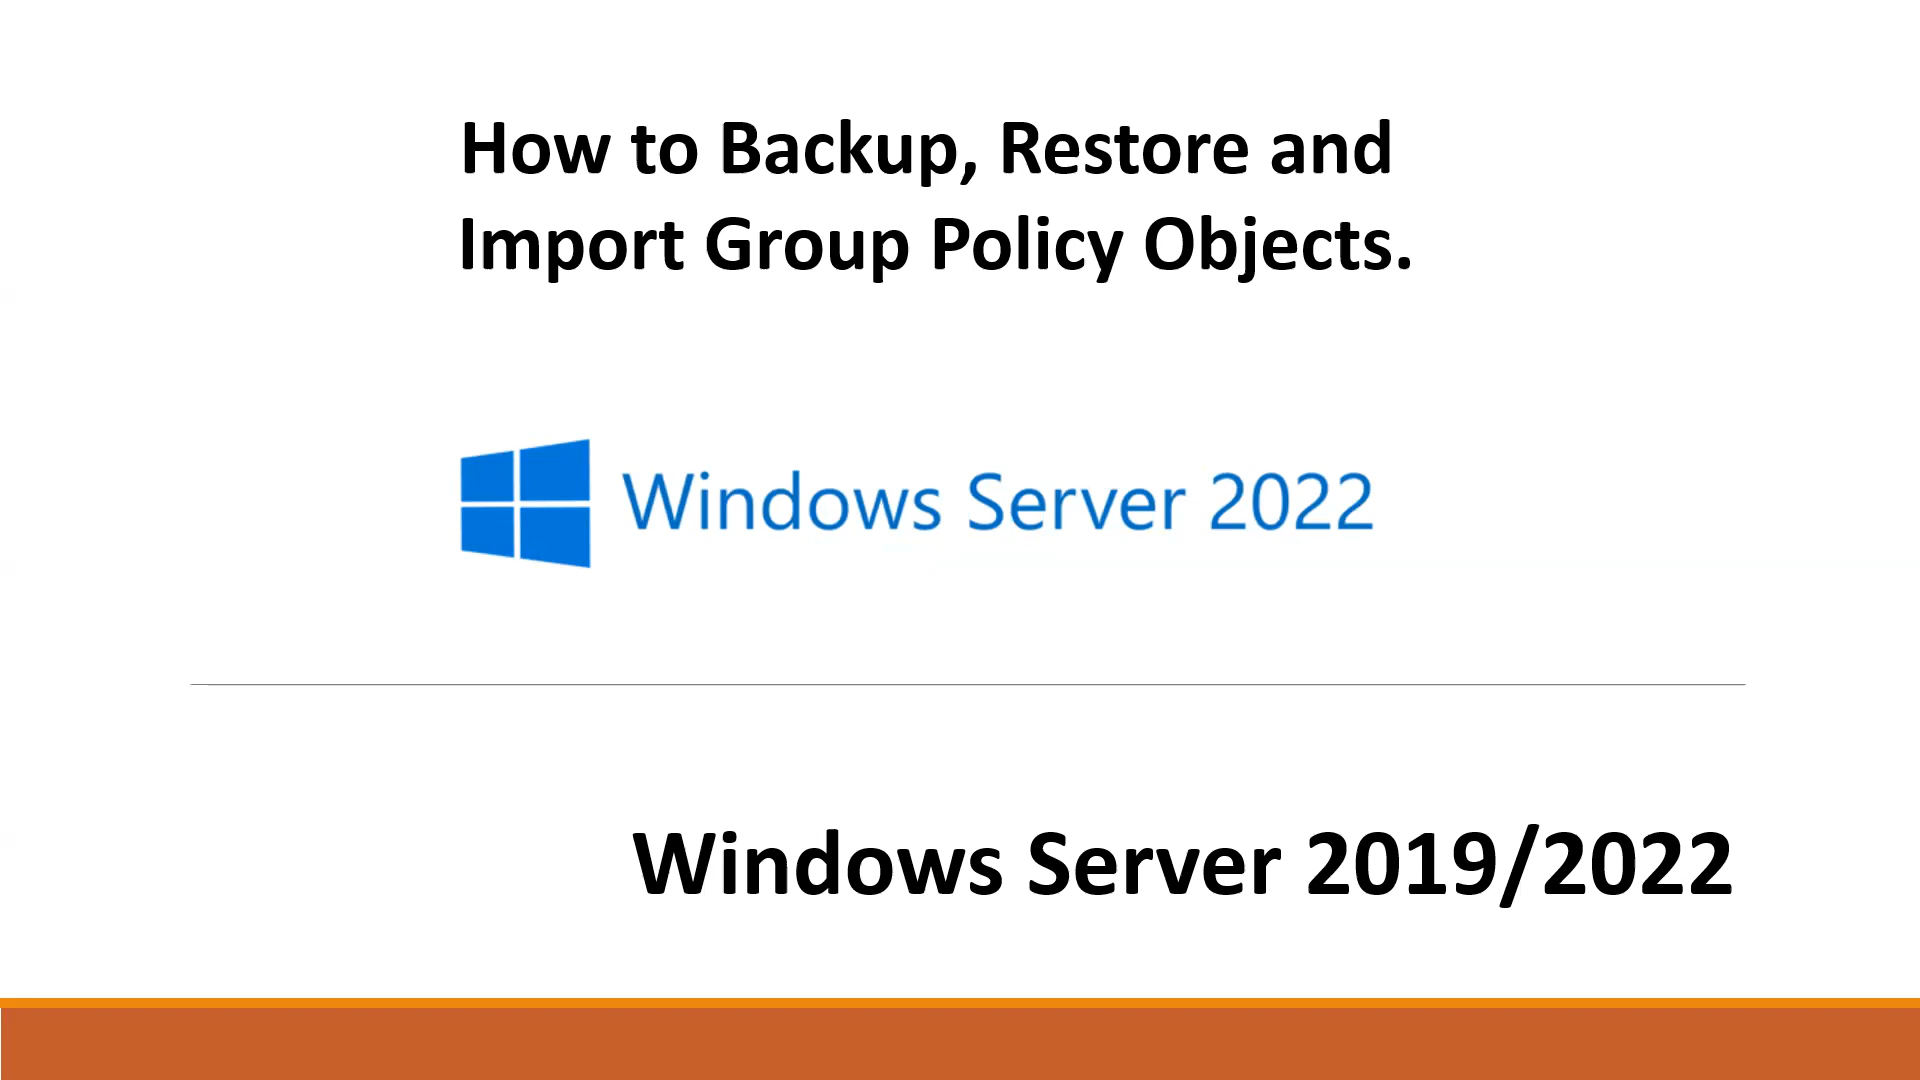 How to Backup, Restore and
Import Group Policy Objects.
Windows Server 2022
Windows Server 2019/2022